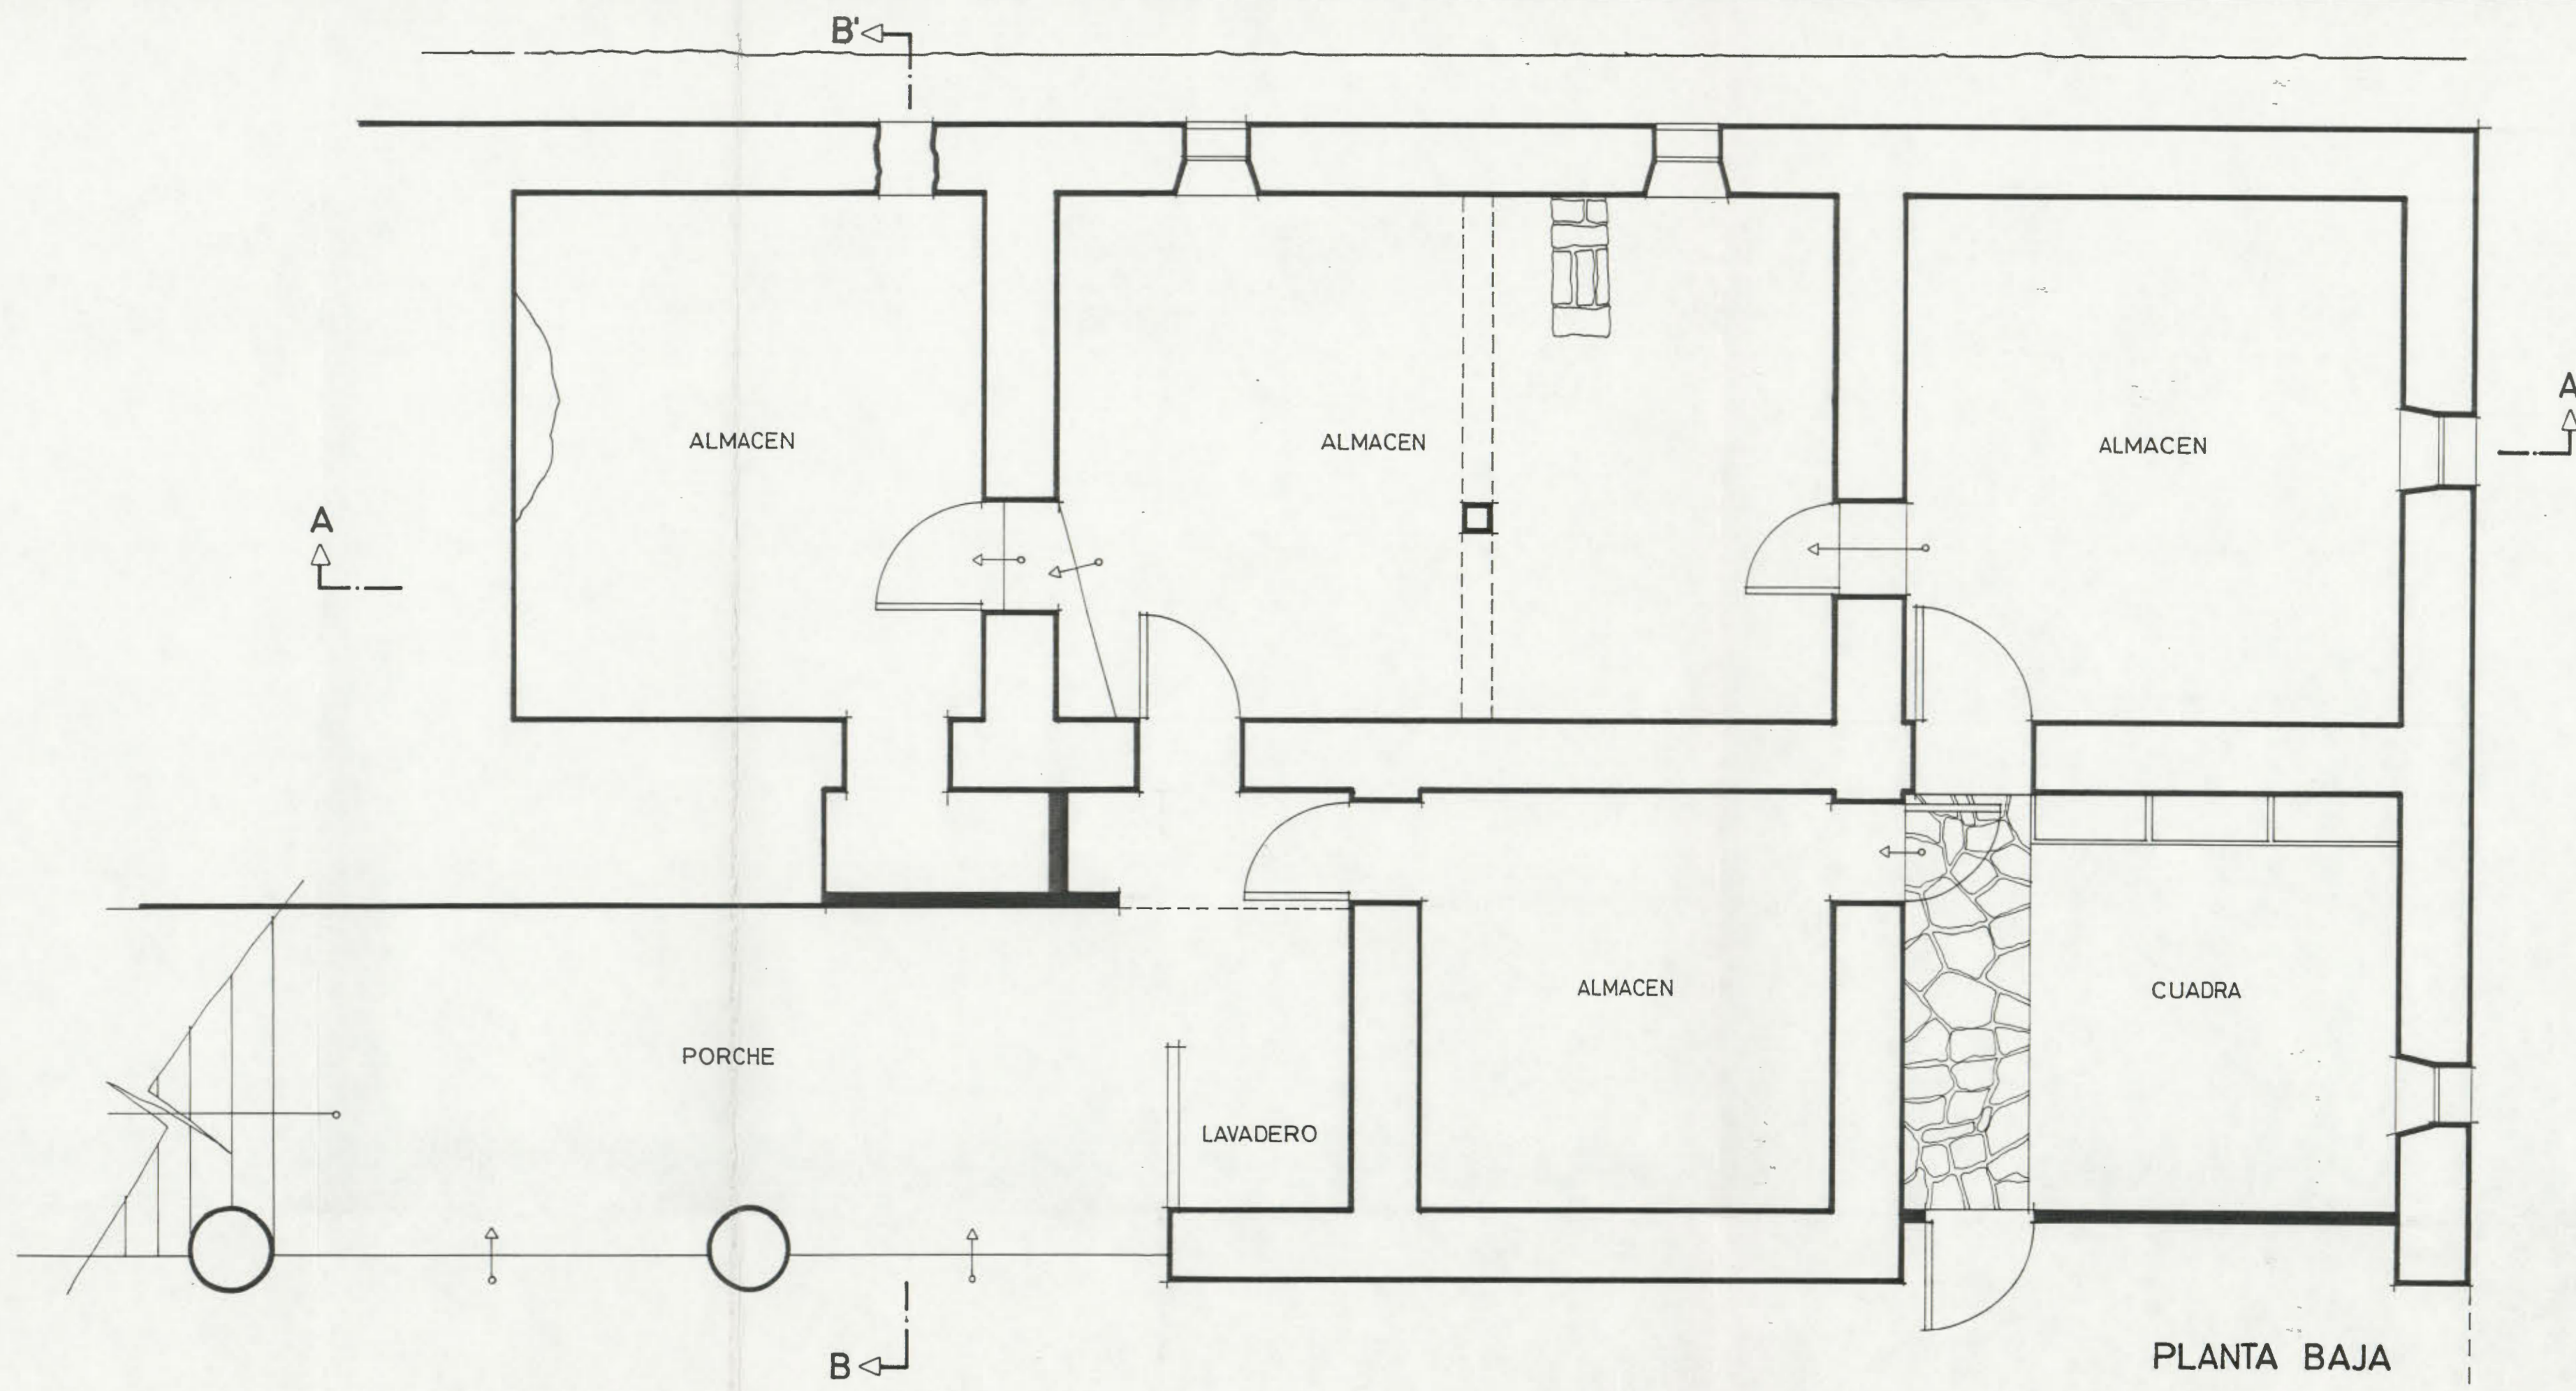 B'
ALMACEN
ALMACEN
ALMACEN
A
A
ALMACEN
CUADRA
PORCHE
LAVADERO
B
PLANTA BAJA